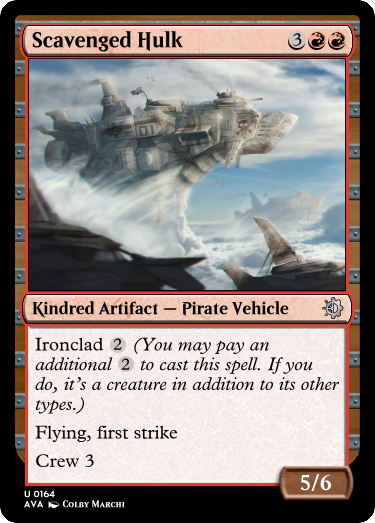 Scavenged Hulk 3
Kindred Artifact — Pirate Vehicle
Ironclad 2 (You may pay an
additional 2 to cast this spell. If you
do, it's a creature in addition to its other
types.)
Flying, first strike
Crew 3
5/6
U 0164
AVA Colby Marchi